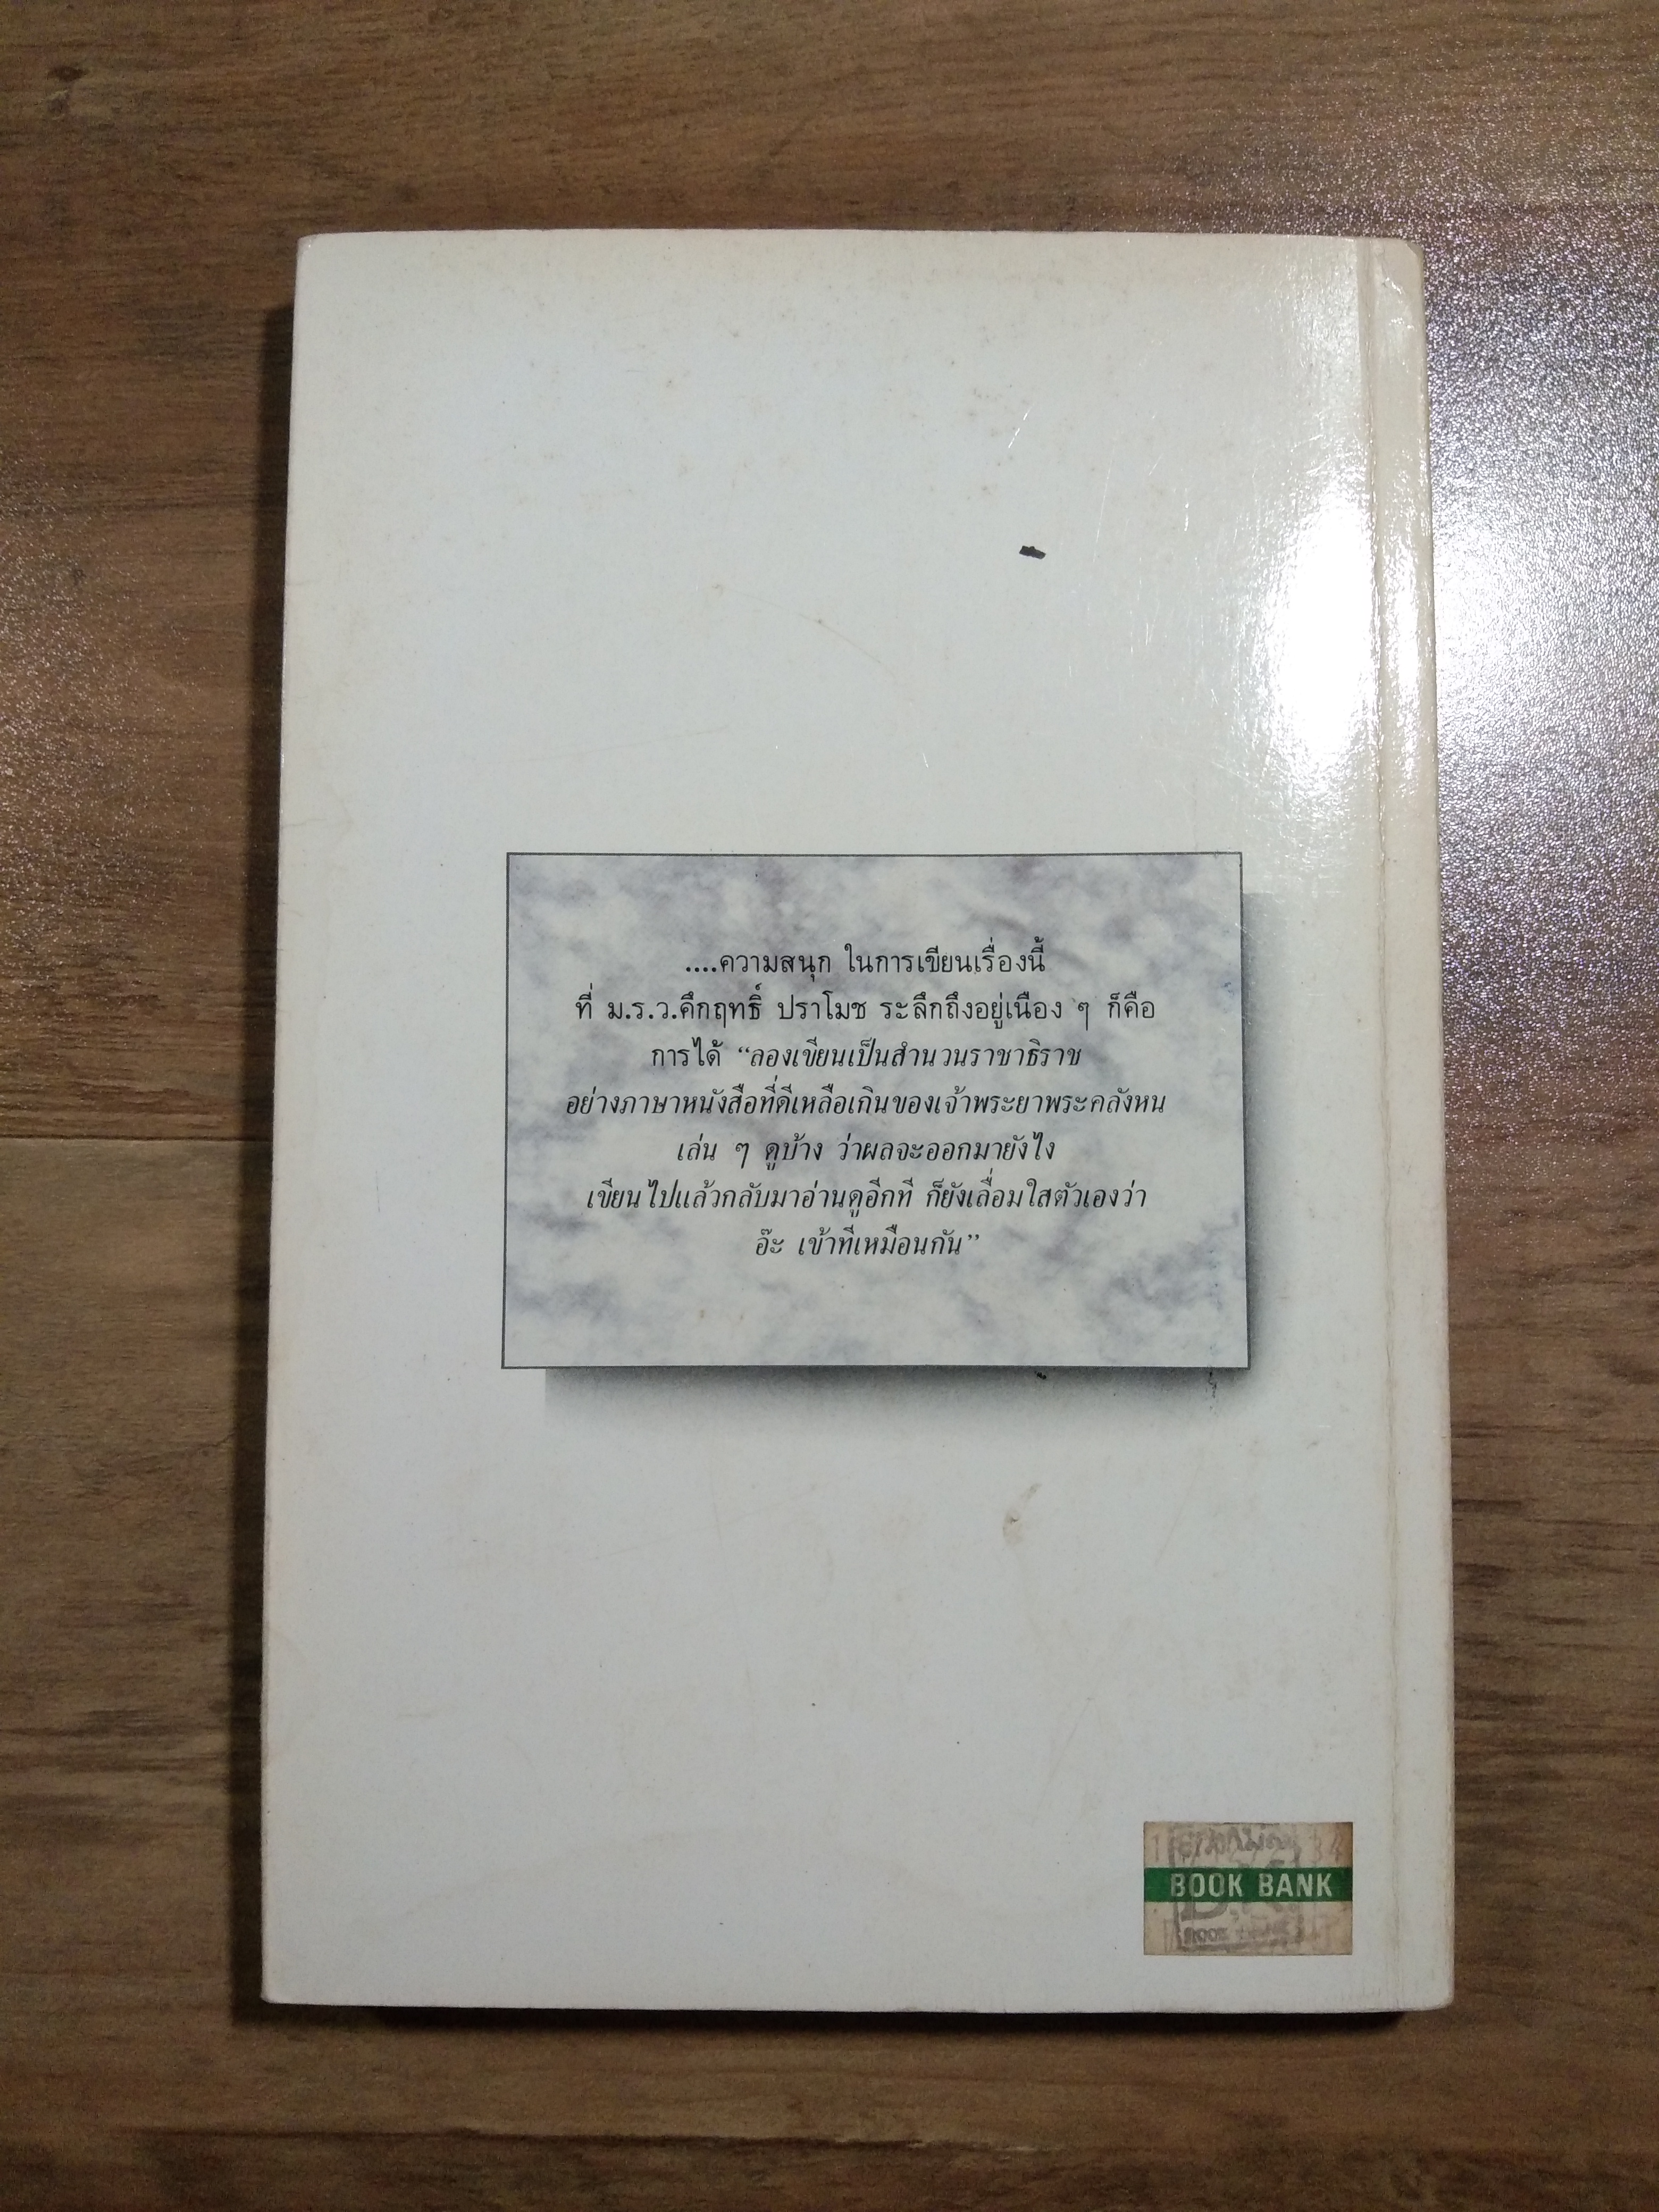 ....ความสนุก ในการเขียนเรื่องนี้
ที่ ม.ร.ว.คึกฤทธิ์ ปราโมช ระลึกถึงอยู่เนือง ๆ ก็คือ
การได้ “ลองเขียนเป็นสำนวนราชาธิราช
อย่างภาษาหนังสือที่ดีเหลือเกินของเจ้าพระยาพระคลังหน
เล่น ๆ ดูบ้าง ว่าผลจะออกมายังไง
เขียนไปแล้วกลับมาอ่านดูอีกที ก็ยังเลื่อมใสตัวเองว่า
อ๊ะ เข้าทีเหมือนกัน”
BOOK BANK